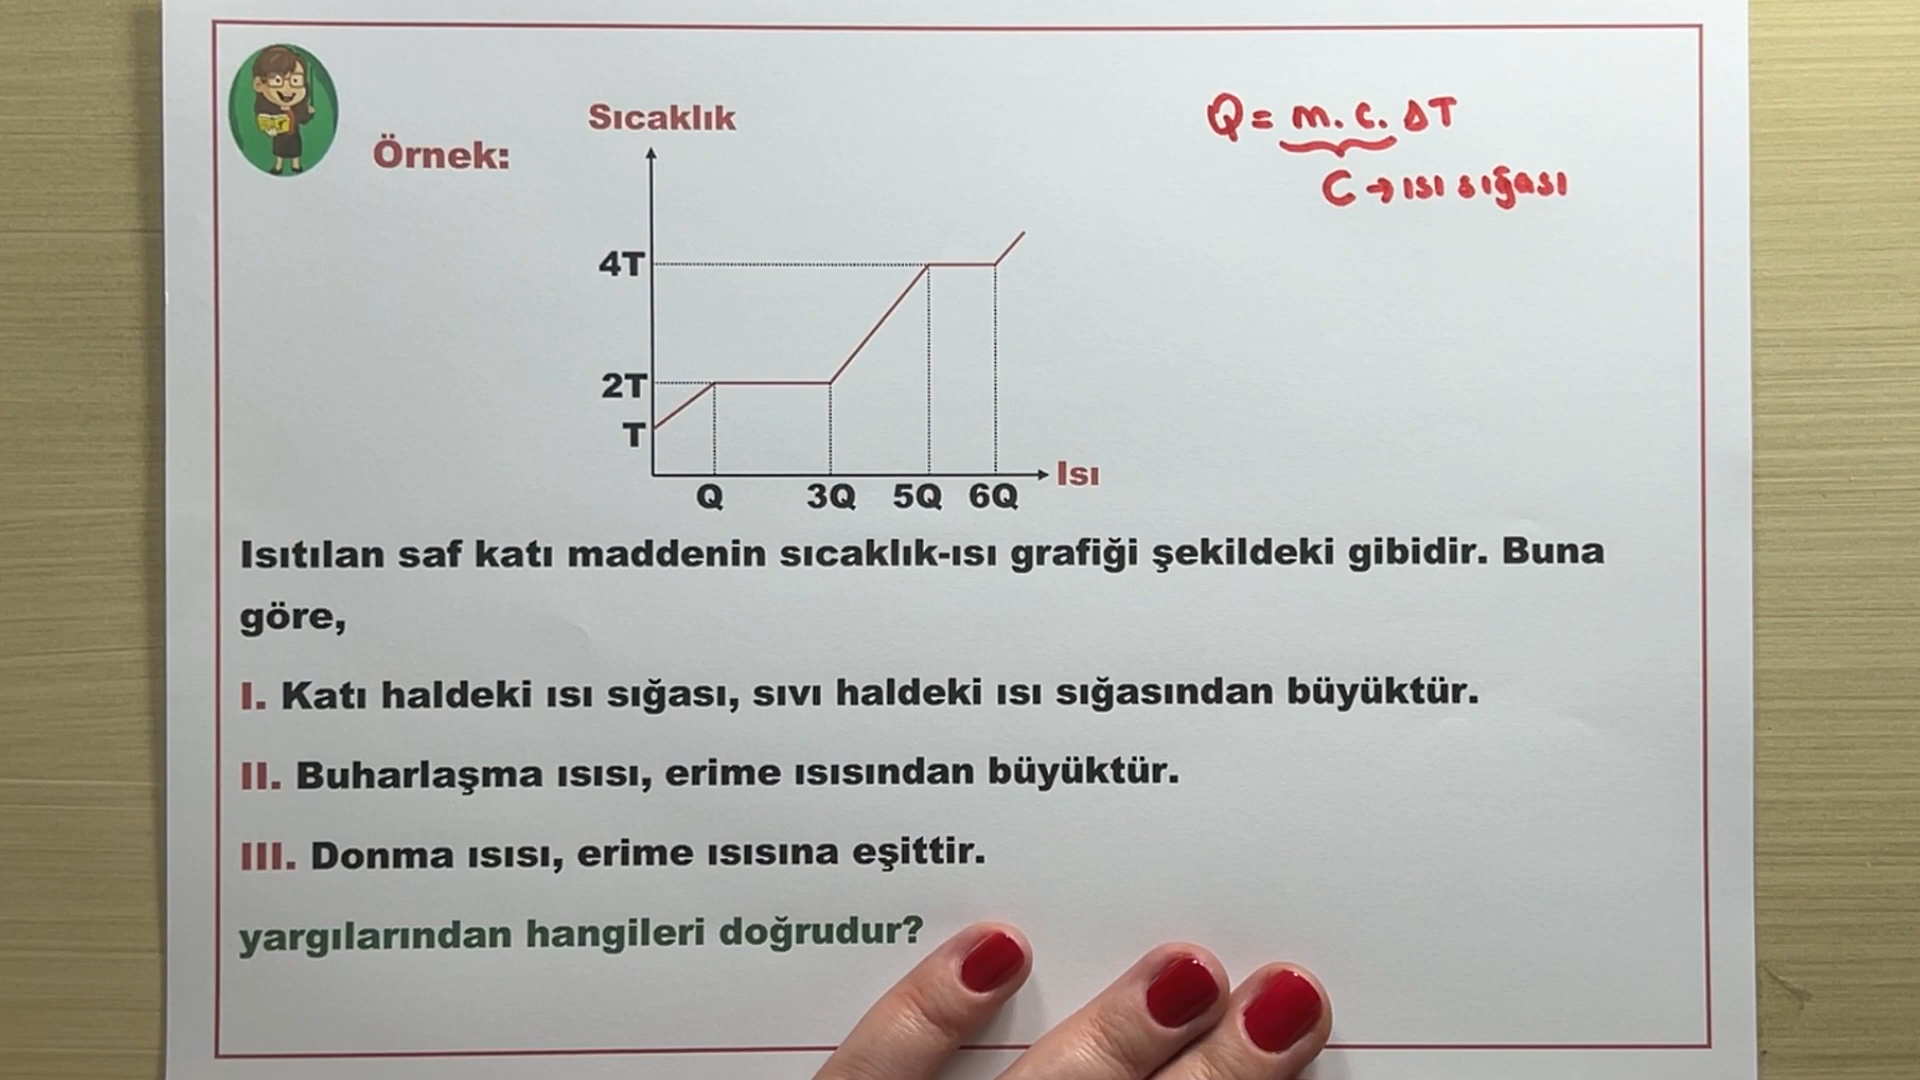 Örnek:
Sıcaklık
4T
2T
T
Q 3Q 5Q 6Q
Isı
Q = m. c. ΔT
C → ısı sığası
Isıtılan saf katı maddenin sıcaklık-ısı grafiği şekildeki gibidir. Buna
göre,
I. Katı haldeki ısı sığası, sıvı haldeki ısı sığasından büyüktür.
II. Buharlaşma ısısı, erime ısısından büyüktür.
III. Donma ısısı, erime ısısına eşittir.
yargılarından hangileri doğrudur?